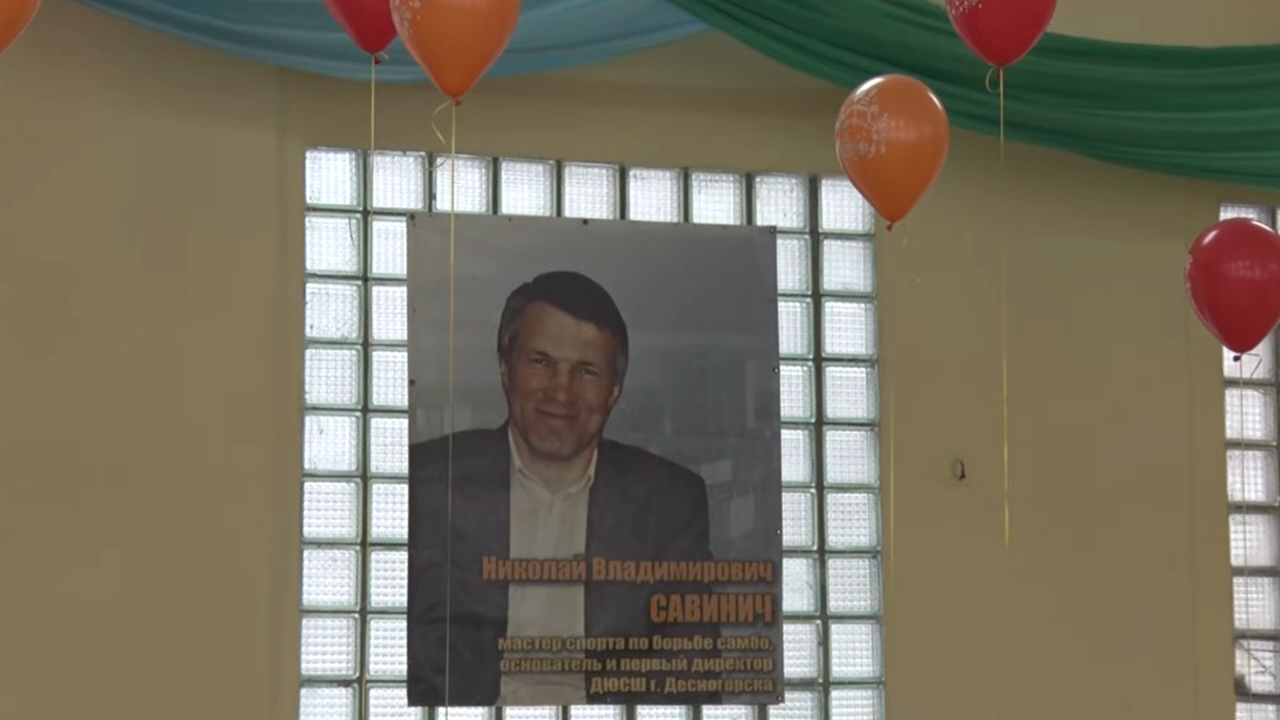 Николай Владимирович
САВИНИЧ
мастер спорта по борьбе самбо,
основатель и первый директор
ДЮСШ г. Десногорска